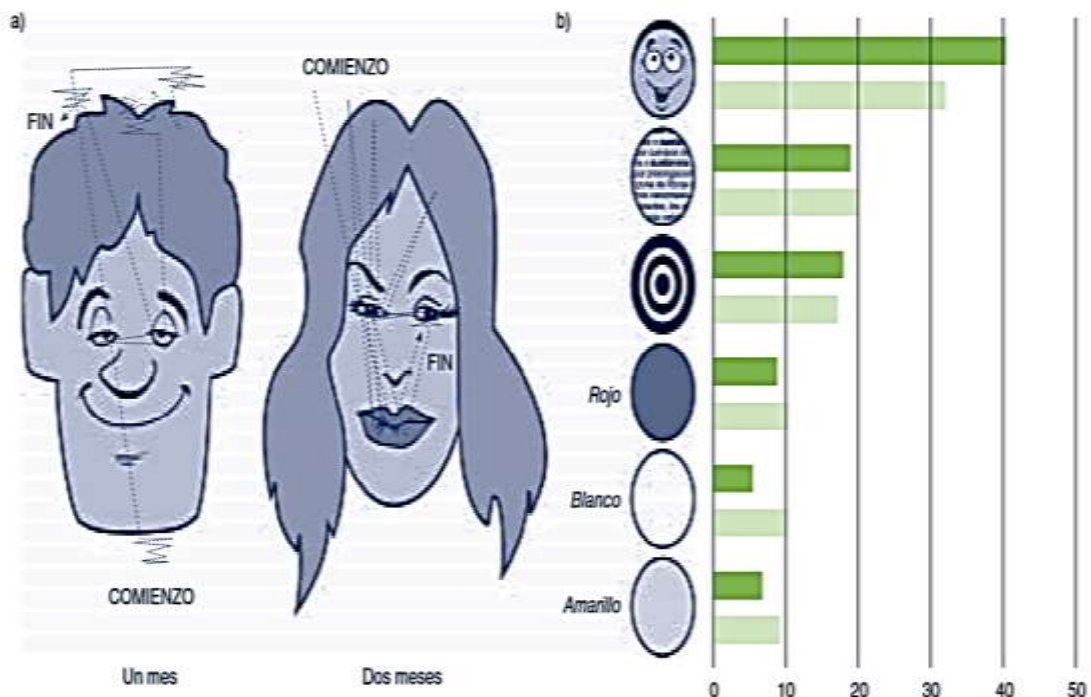 a)
COMIENZO
FIN
FIN
COMIENZO
Un mes
Dos meses
b)
Rojo
Blanco
Amarillo
0 10 20 30 40 50